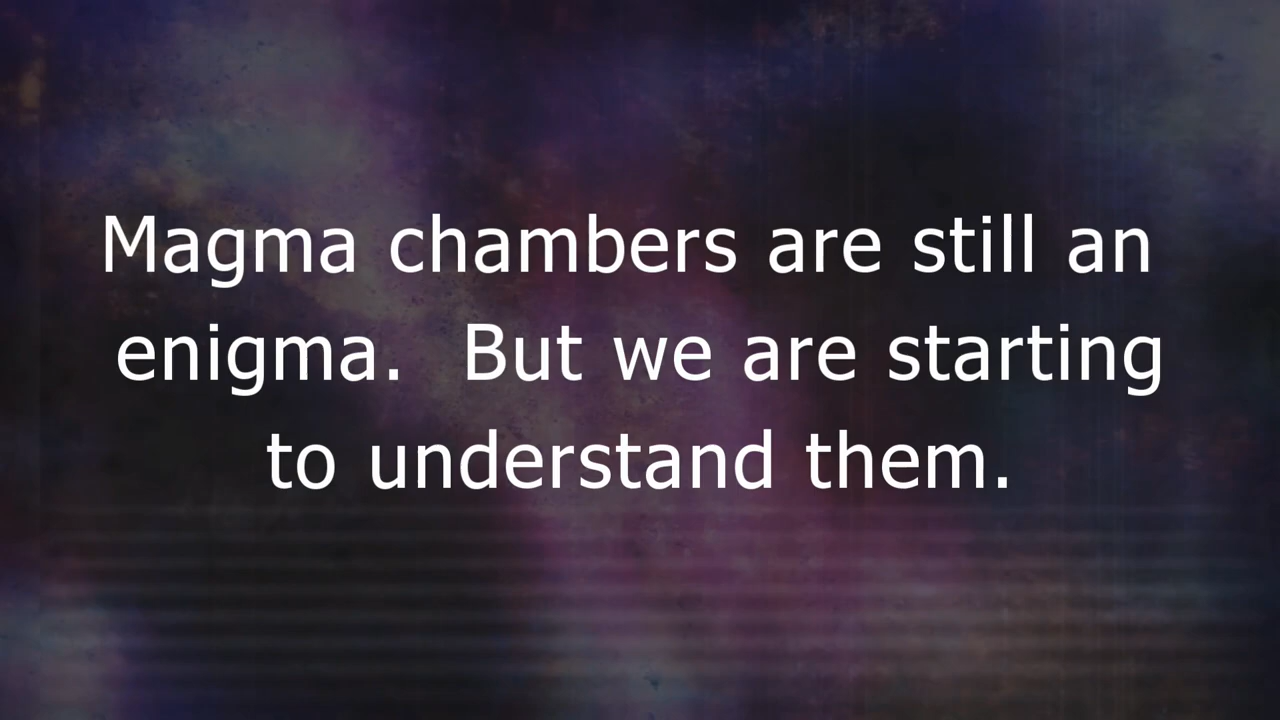 Magma chambers are still an
enigma.  But we are starting
to understand them.